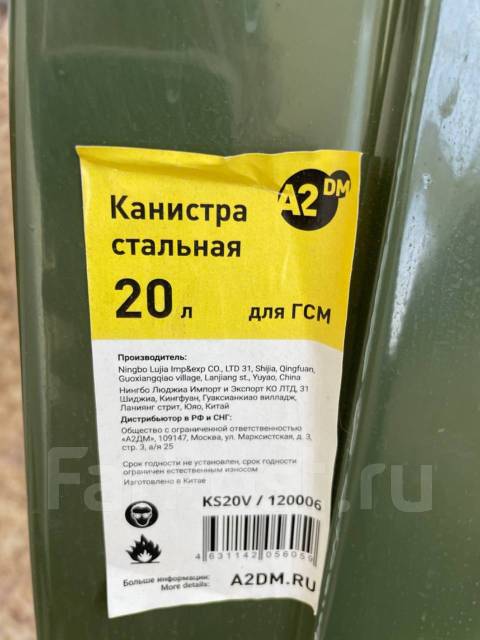 A2 DM
Канистра
стальная
20 л для ГСМ
Производитель:
Ningbo Lujia Imp&exp CO., LTD 31, Shijia, Qingfuan,
Guoxiangqiao village, Lanjiang st., Yuyao, China
Нингбо Люджиа Импорт и Экспорт КО ЛТД, 31
Шиджиа, Кингфуан, Гуаксианкиао вилладж,
Ланиянг стрит, Юяо, Китай
Дистрибьютор в РФ и СНГ:
Общество с ограниченной ответственностью
«А2ДМ», 109147, Москва, ул. Марксистская, д. 3,
стр. 3, а/я 25
Срок годности не установлен, срок годности
ограничен естественным износом
Изготовлено в Китае
KS20V / 120006
4631142056059
Больше информации:
More details:
A2DM.RU